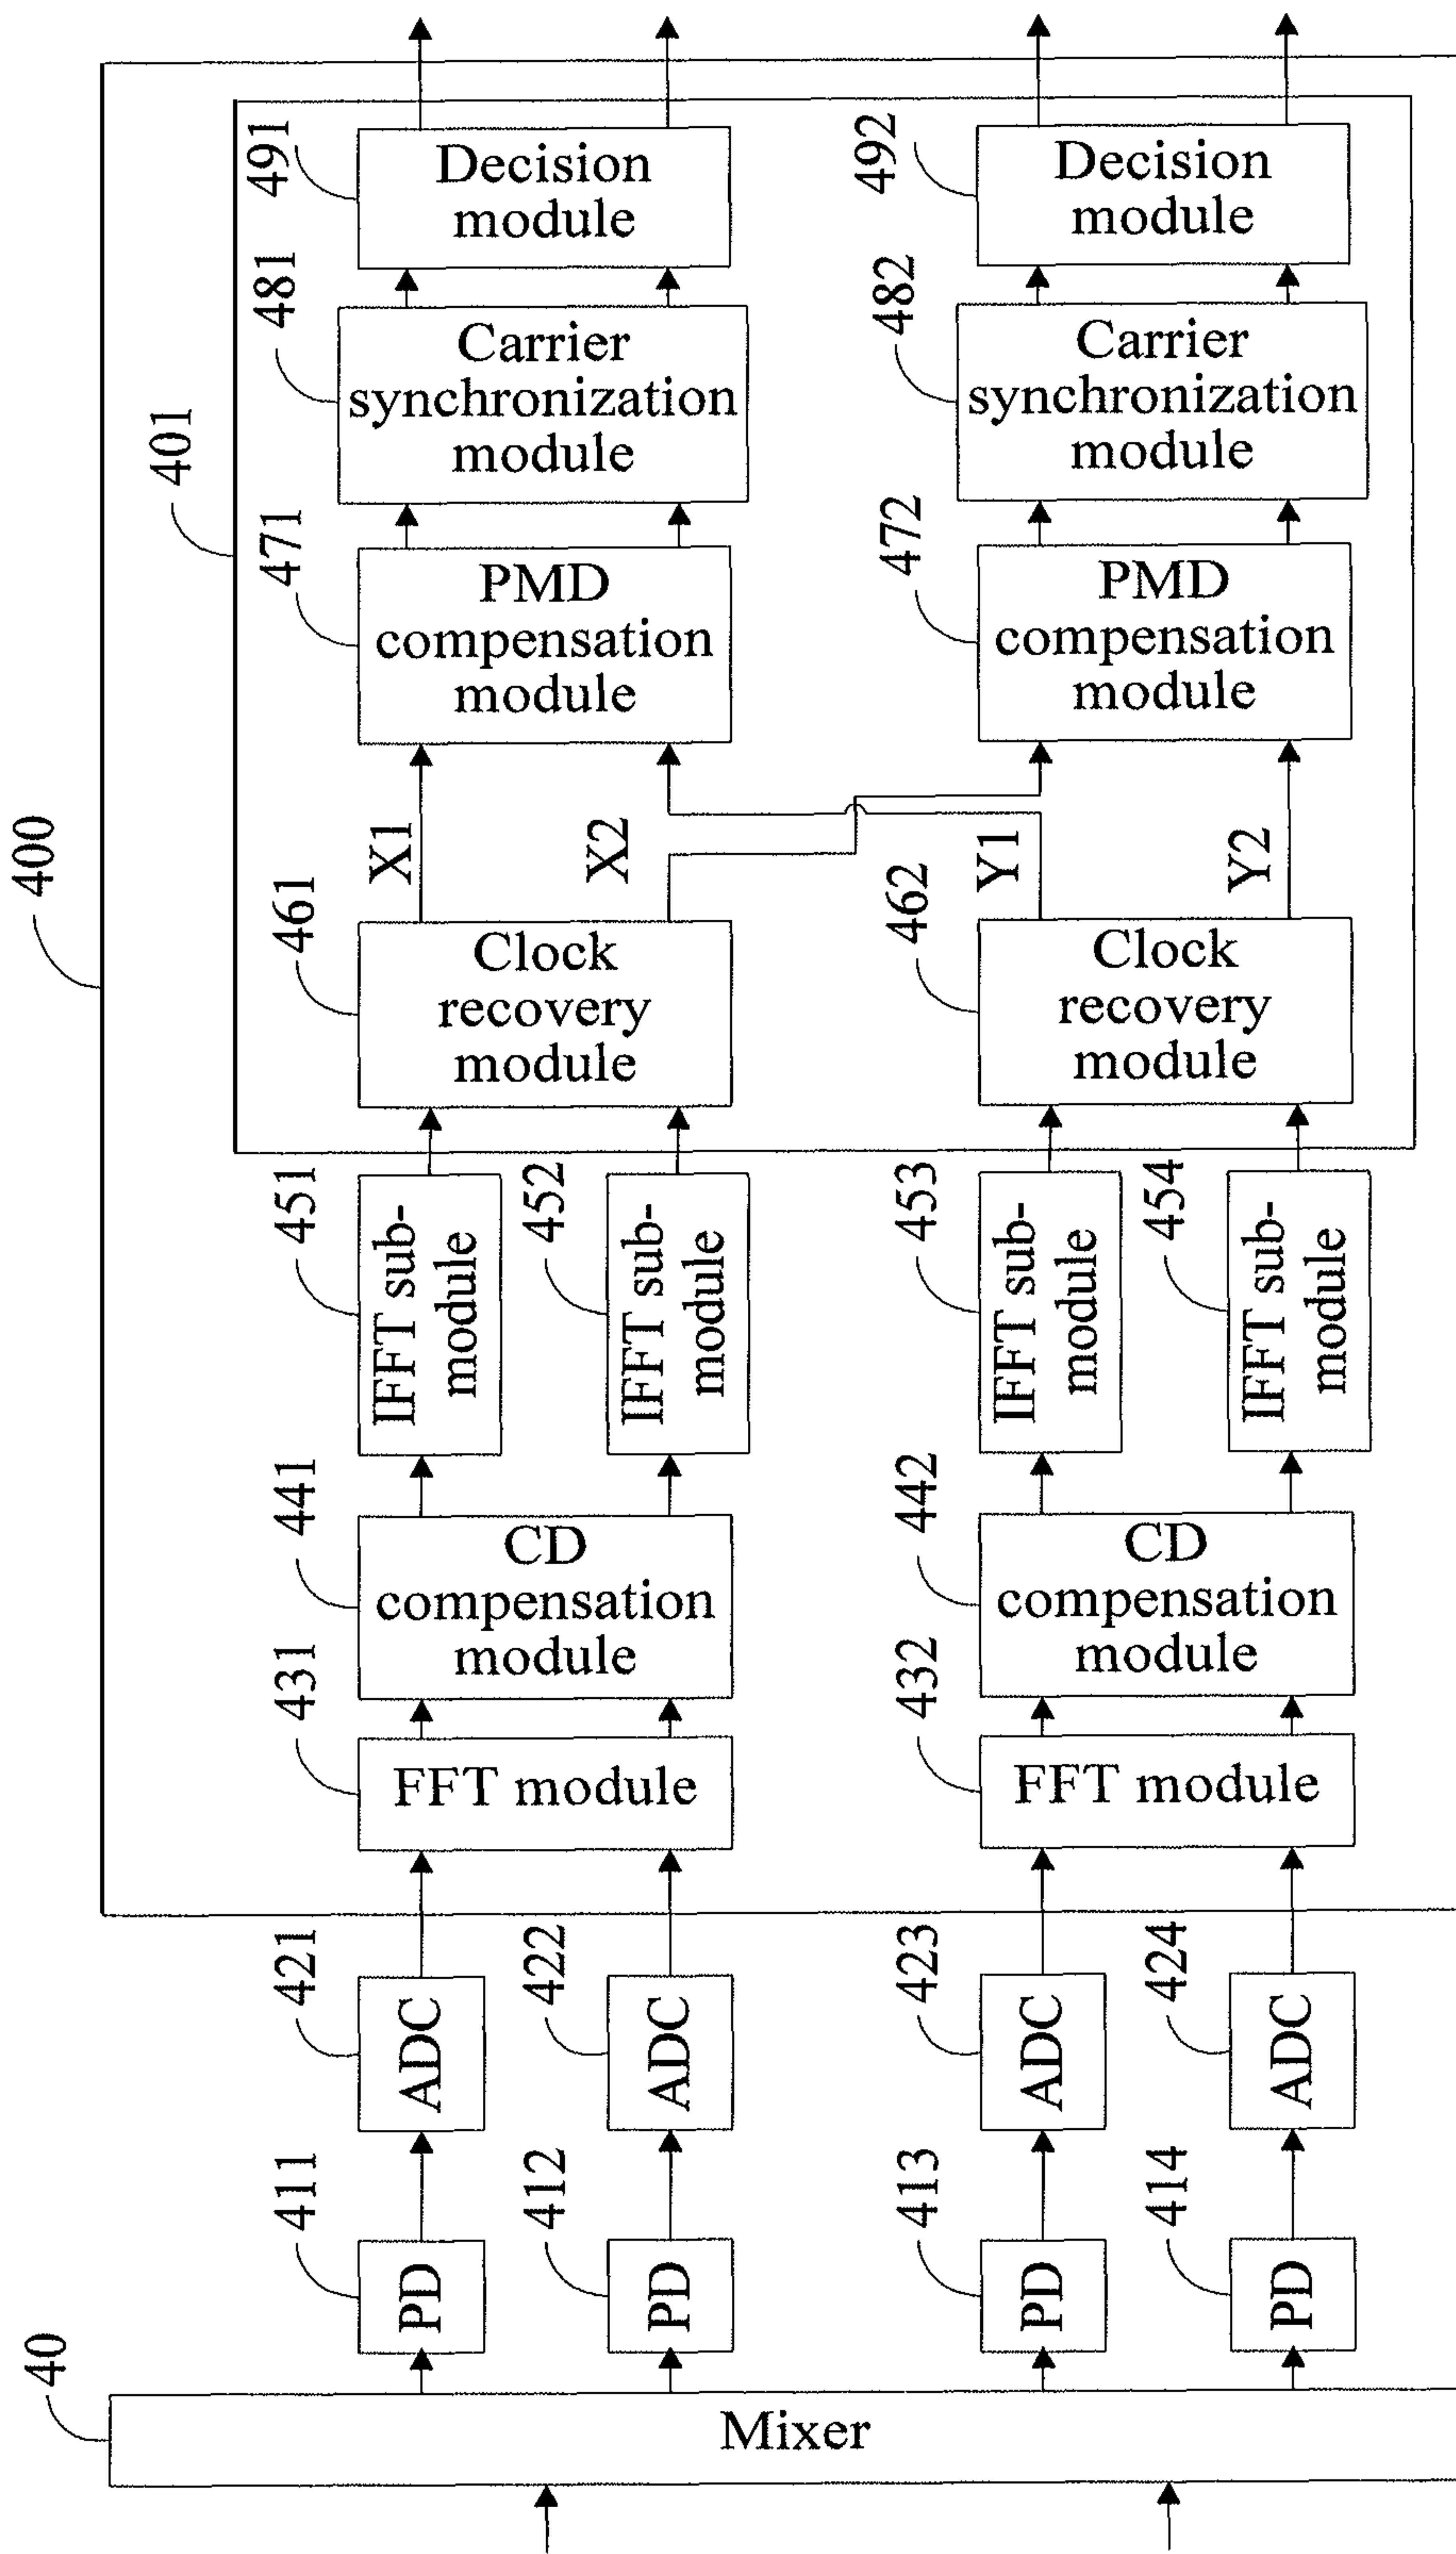 400
401
491
Decision
module
492
Decision
module
481
Carrier
synchronization
module
482
Carrier
synchronization
module
471
PMD
compensation
module
472
PMD
compensation
module
X1
X2
Y1
Y2
461
Clock
recovery
module
462
Clock
recovery
module
451
IFFT sub-
module
452
IFFT sub-
module
453
IFFT sub-
module
454
IFFT sub-
module
441
CD
compensation
module
442
CD
compensation
module
431
FFT module
432
FFT module
421
ADC
422
ADC
423
ADC
424
ADC
411
PD
412
PD
413
PD
414
PD
40
Mixer